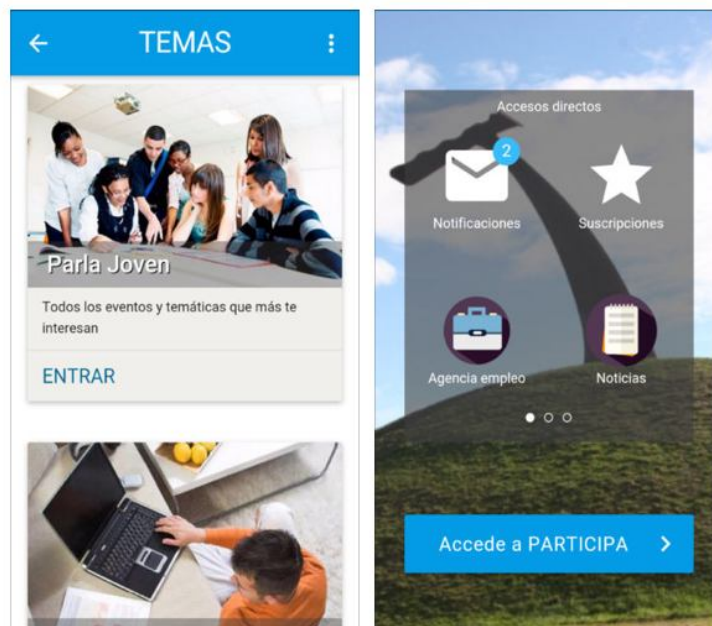 TEMAS
Parla Joven
Todos los eventos y temáticas que más te
interesan
ENTRAR
Accesos directos
2
Notificaciones
Suscripciones
Agencia empleo
Noticias
Accede a PARTICIPA